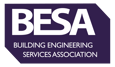 BESA
BUILDING ENGINEERING
SERVICES ASSOCIATION